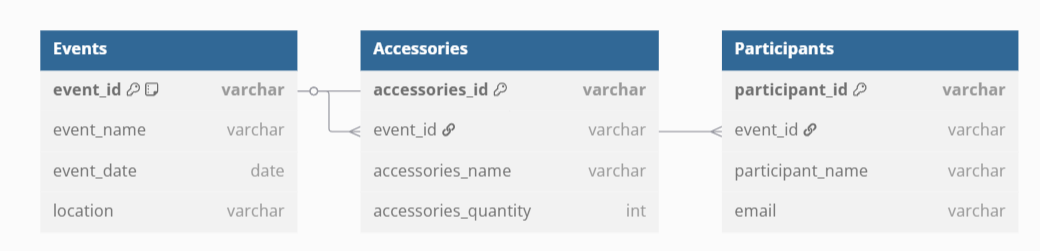 Events
event_id varchar
event_name varchar
event_date date
location varchar
Accessories
accessories_id varchar
event_id varchar
accessories_name varchar
accessories_quantity int
Participants
participant_id varchar
event_id varchar
participant_name varchar
email varchar